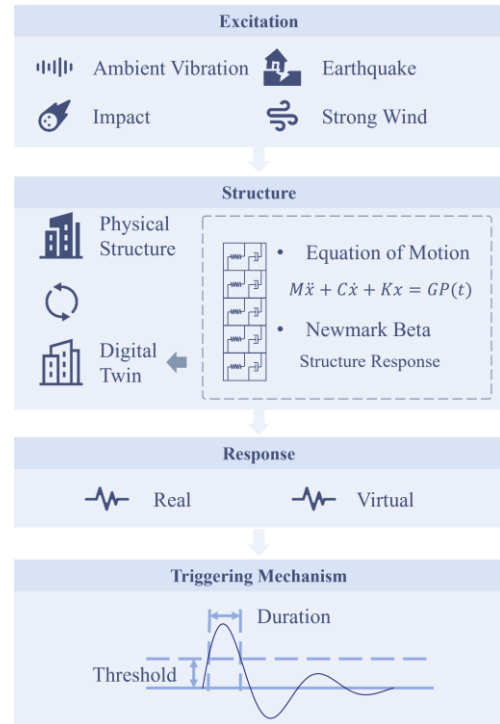 Excitation
Ambient Vibration
Earthquake
Impact
Strong Wind
Structure
Physical
Structure
Digital
Twin
• Equation of Motion
Mẍ + Cẋ + Kx = GP(t)
• Newmark Beta
Structure Response
Response
Real
Virtual
Triggering Mechanism
Duration
Threshold